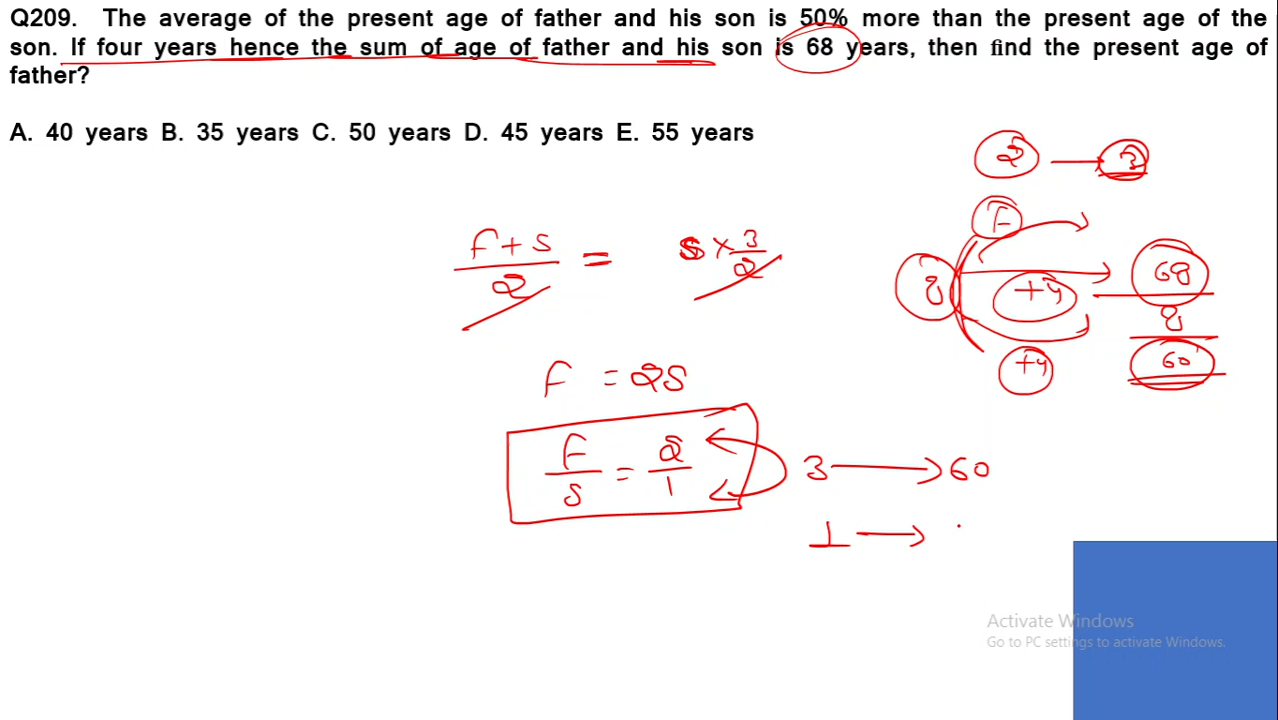 Q209. The average of the present age of father and his son is 50% more than the present age of the
son. If four years hence the sum of age of father and his son is 68 years, then find the present age of
father?
A. 40 years B. 35 years C. 50 years D. 45 years E. 55 years
2 — 3
F
f + s / 2 = s × 3/2
8 +4 68
8
+4 60
F = 2S
F/S = 2/1
3 → 60
1 →
Activate Windows
Go to PC settings to activate Windows.